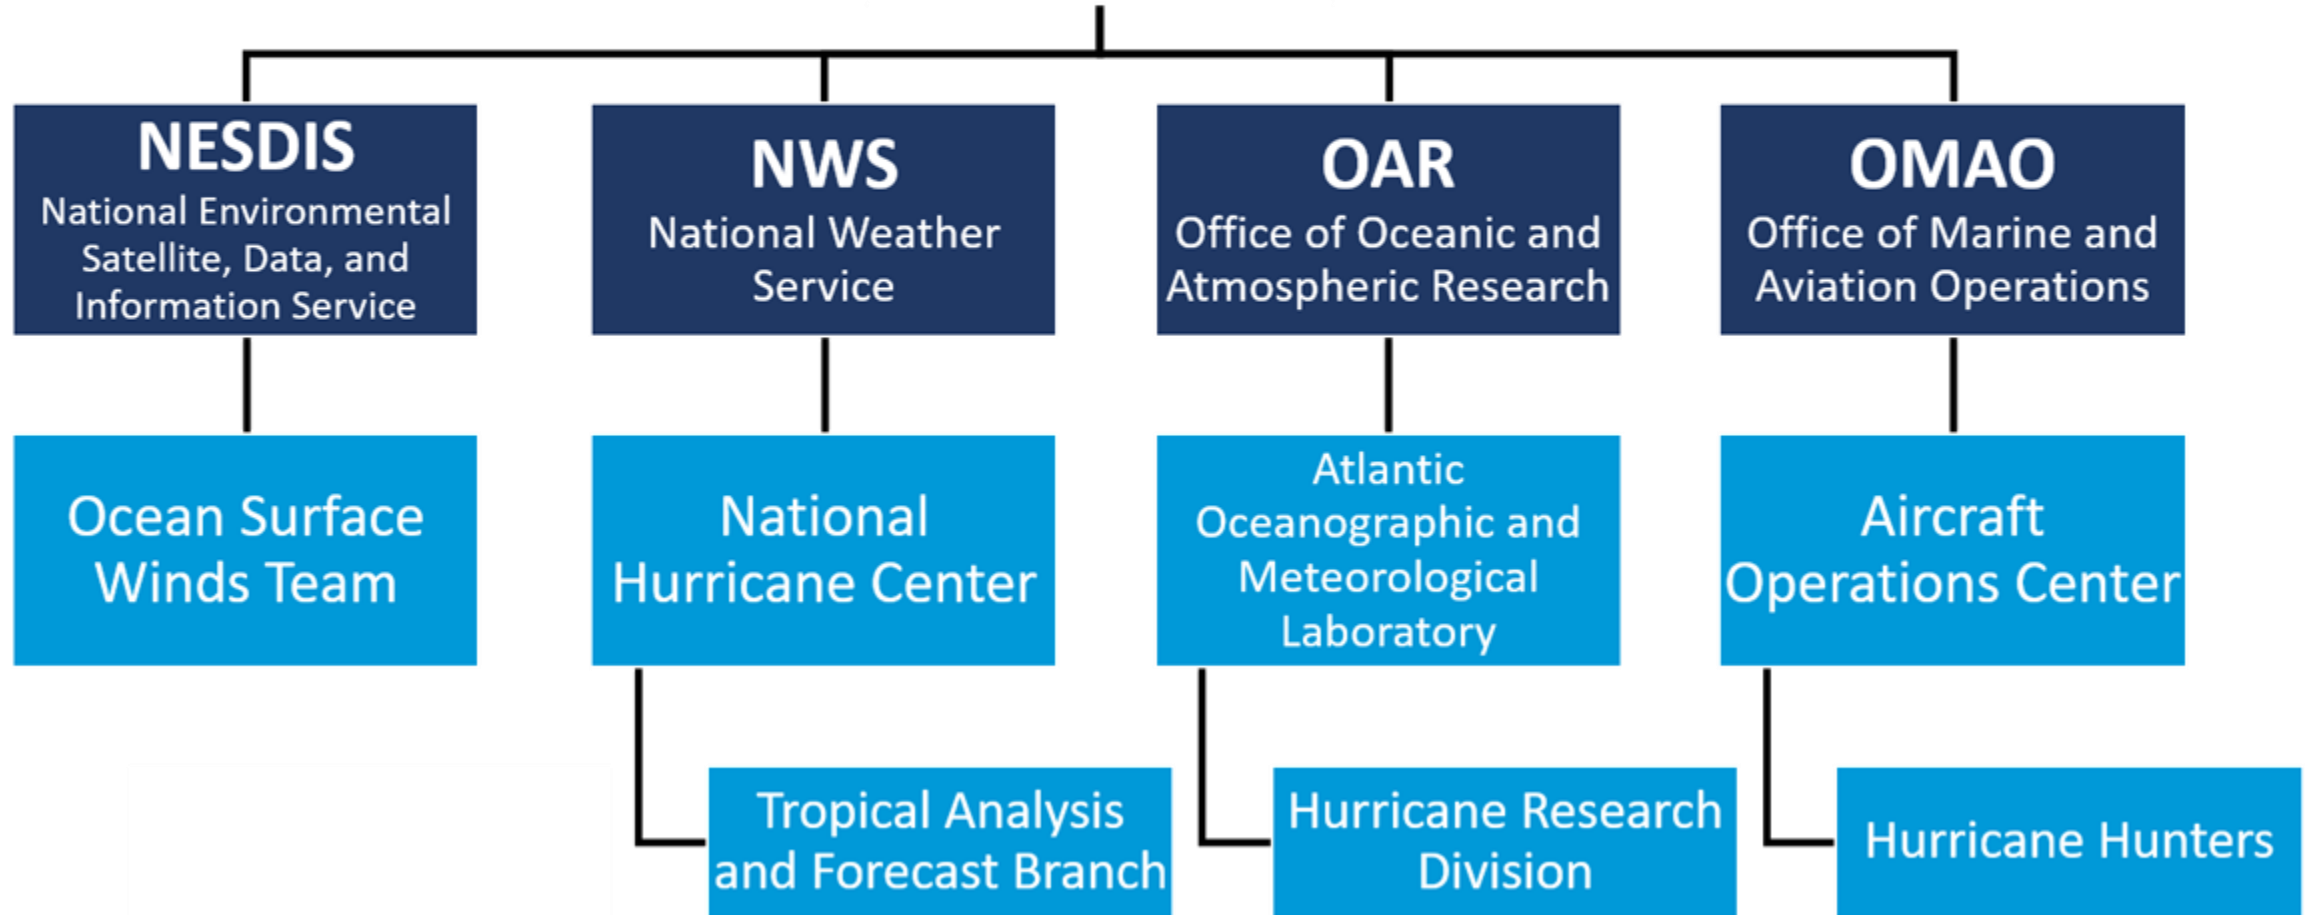 NESDIS
National Environmental
Satellite, Data, and
Information Service
NWS
National Weather
Service
OAR
Office of Oceanic and
Atmospheric Research
OMAO
Office of Marine and
Aviation Operations
Ocean Surface
Winds Team
National
Hurricane Center
Atlantic
Oceanographic and
Meteorological
Laboratory
Aircraft
Operations Center
Tropical Analysis
and Forecast Branch
Hurricane Research
Division
Hurricane Hunters